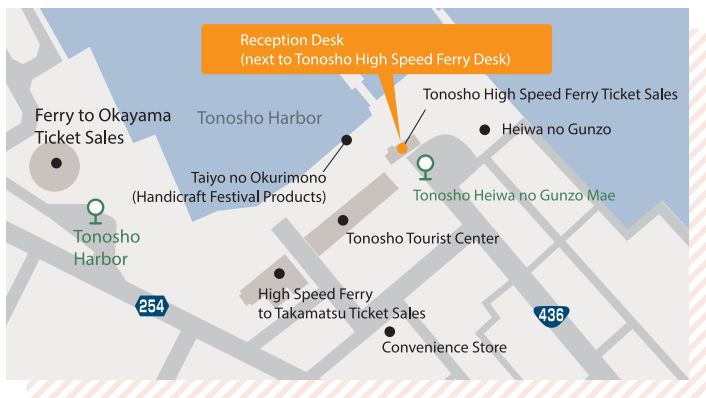 Reception Desk
(next to Tonosho High Speed Ferry Desk)
Tonosho High Speed Ferry Ticket Sales
Ferry to Okayama
Ticket Sales
Tonosho Harbor
Heiwa no Gunzo
Taiyo no Okurimono
(Handicraft Festival Products)
Tonosho Heiwa no Gunzo Mae
Tonosho
Harbor
Tonosho Tourist Center
High Speed Ferry
to Takamatsu Ticket Sales
254
436
Convenience Store